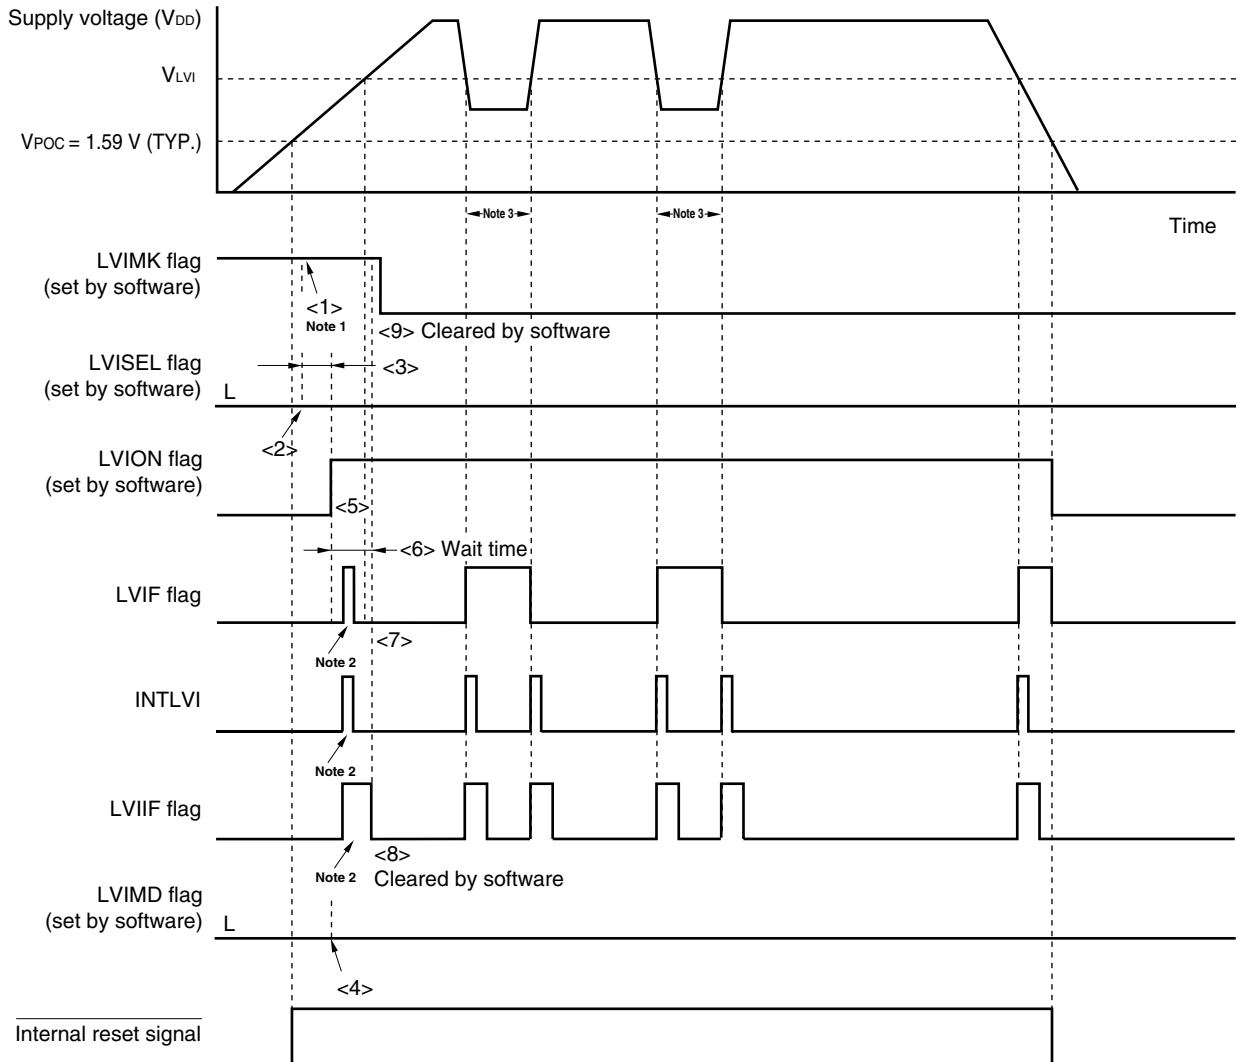 Supply voltage (VDD)
VLVI
VPOC = 1.59 V (TYP.)
Note 3
Note 3
Time
LVIMK flag
(set by software)
<1>
Note 1
<9> Cleared by software
LVISEL flag
(set by software)
L
<3>
<2>
LVION flag
(set by software)
<5>
<6> Wait time
LVIF flag
<7>
Note 2
INTLVI
Note 2
LVIIF flag
<8>
Note 2
Cleared by software
LVIMD flag
(set by software)
L
<4>
Internal reset signal